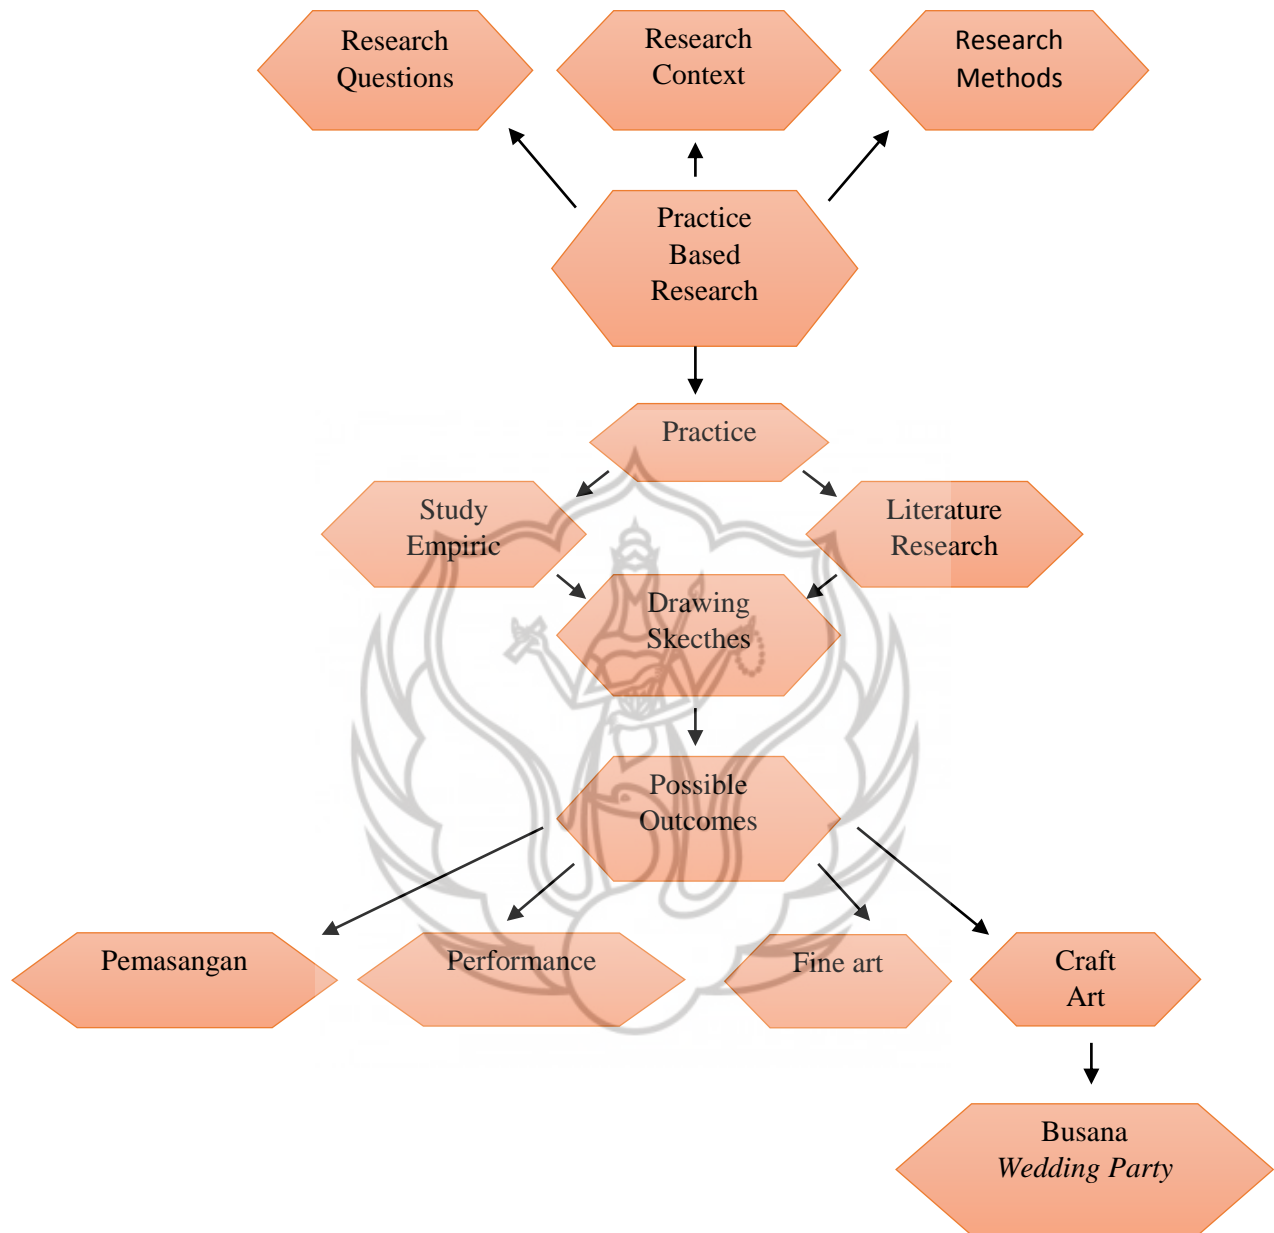 Research
Questions
Research
Context
Research
Methods
Practice
Based
Research
Practice
Study
Empiric
Literature
Research
Drawing
Skecthes
Possible
Outcomes
Pemasangan
Performance
Fine art
Craft
Art
Busana
Wedding Party